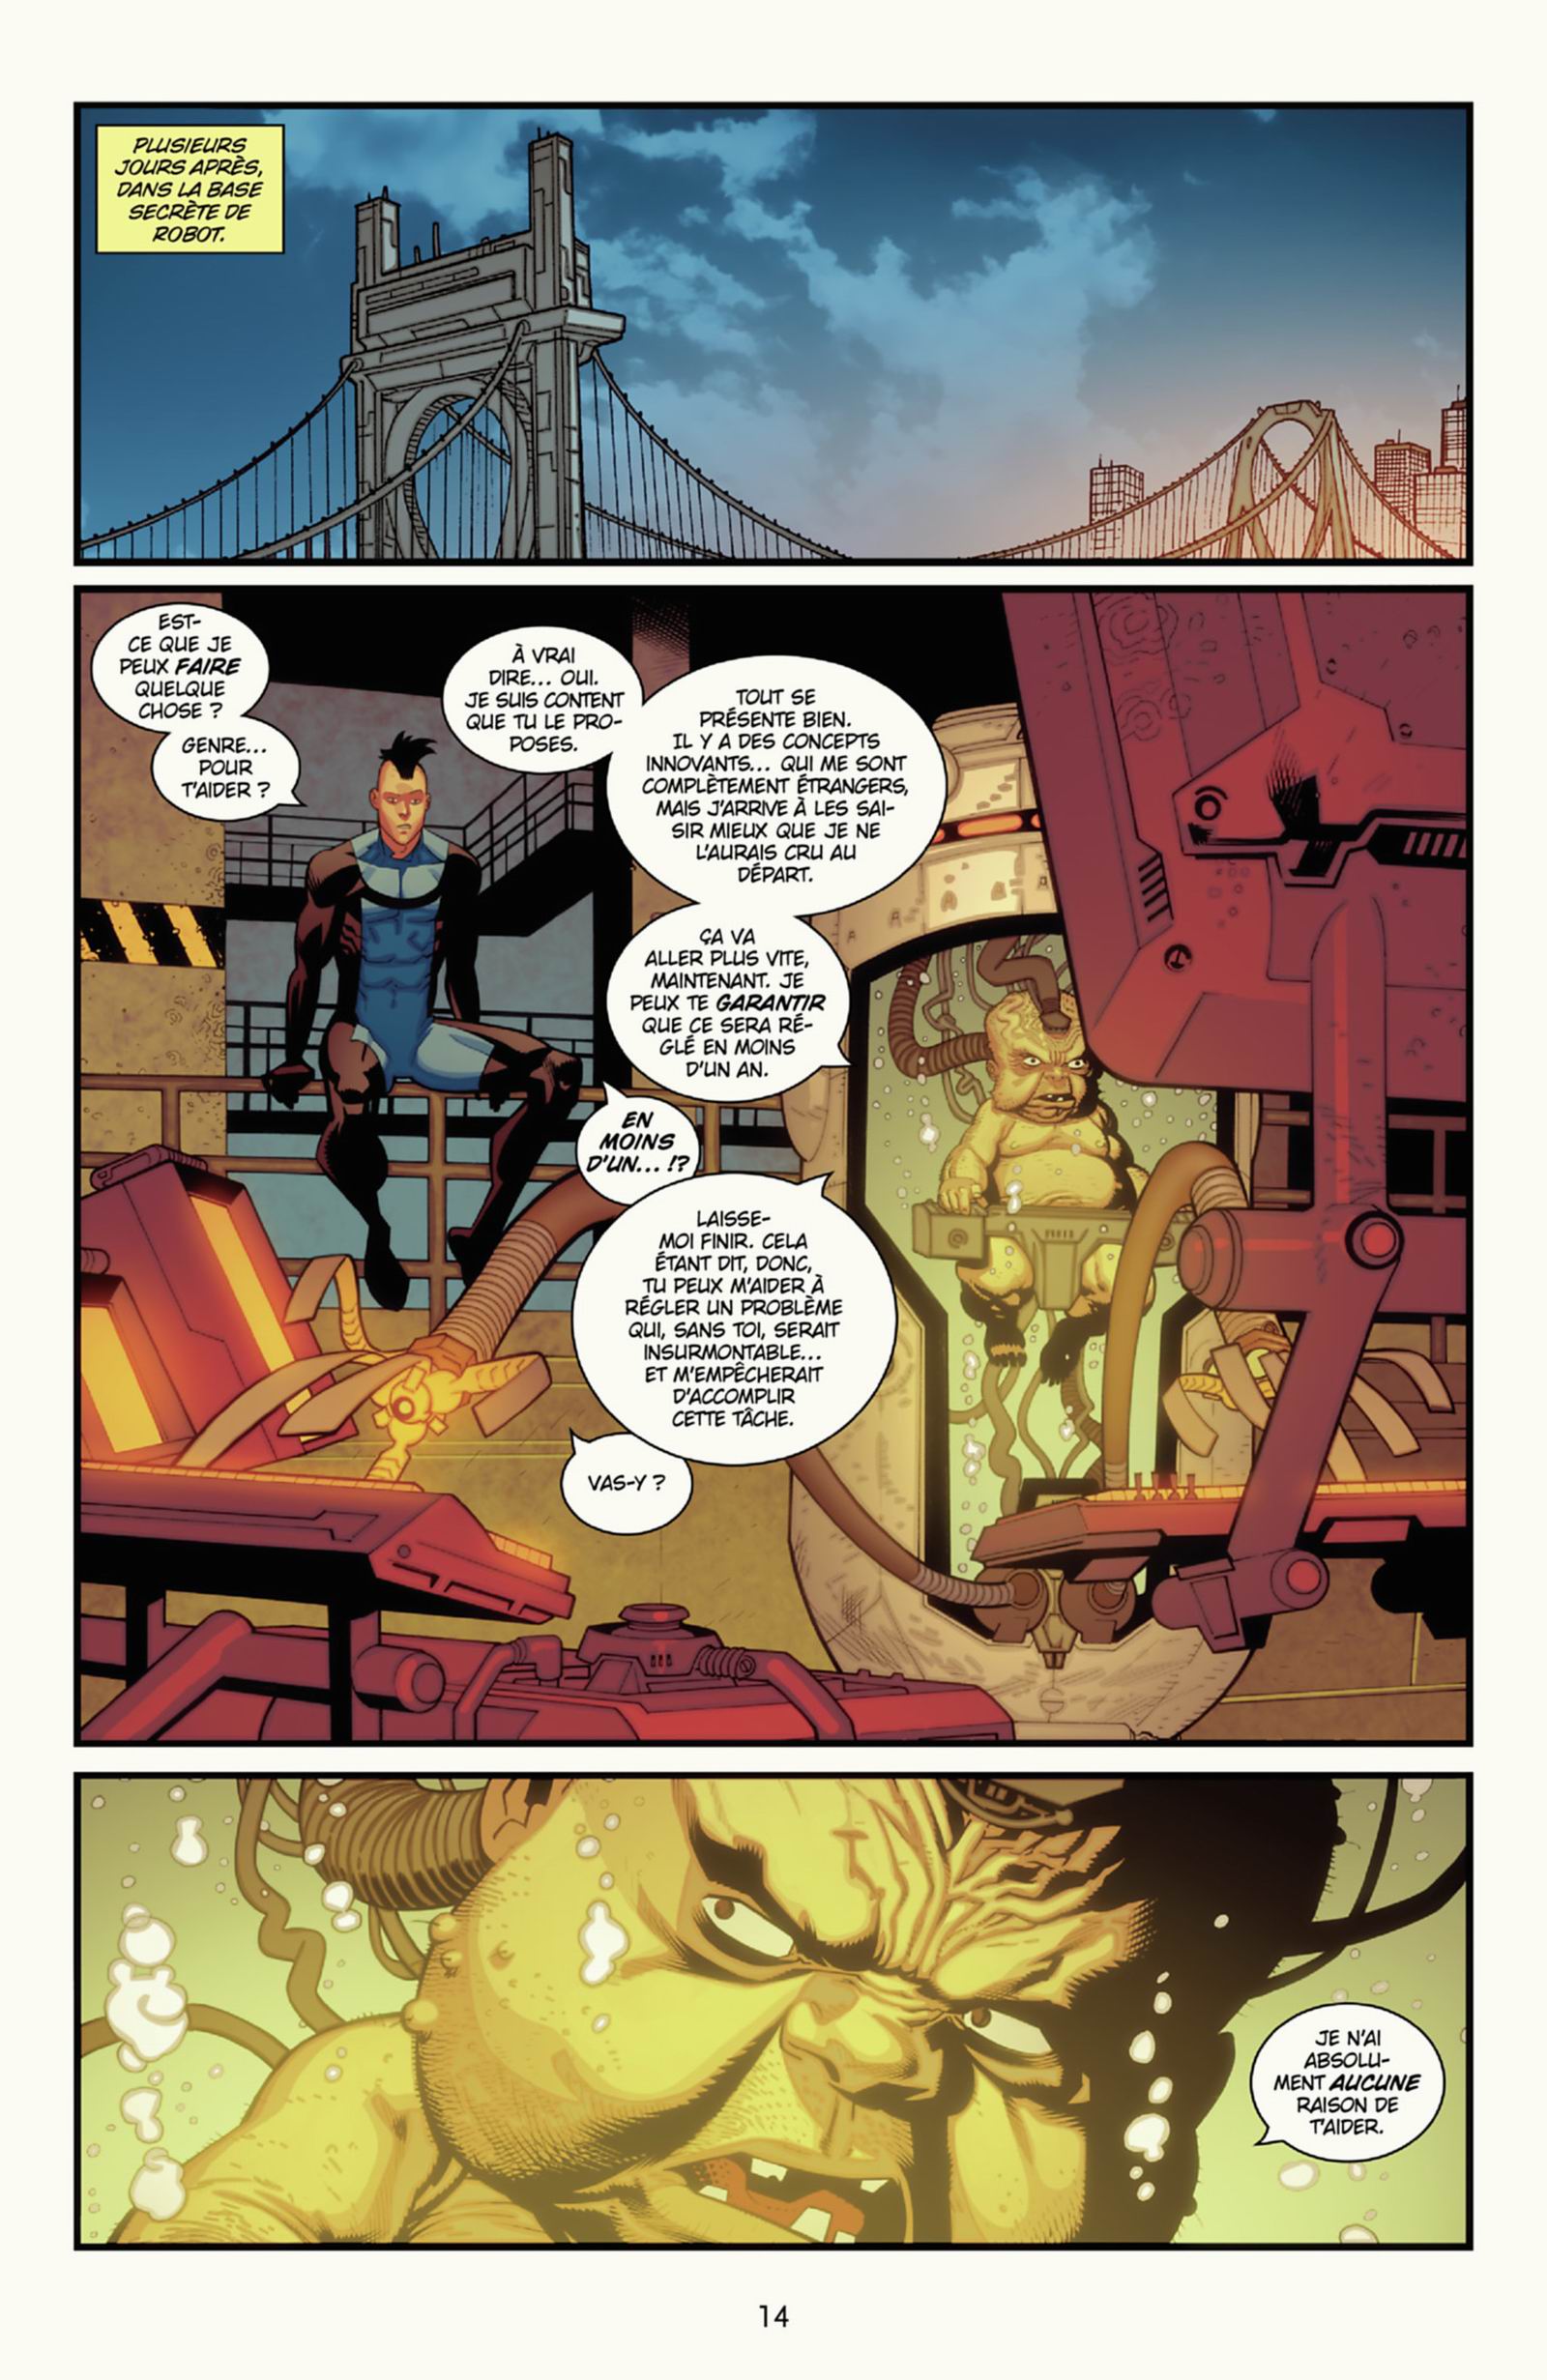 PLUSIEURS
JOURS APRÈS,
DANS LA BASE
SECRÈTE DE
ROBOT.
EST-
CE QUE JE
PEUX FAIRE
QUELQUE
CHOSE ?
GENRE...
POUR
T'AIDER ?
À VRAI
DIRE... OUI.
JE SUIS CONTENT
QUE TU LE PRO-
POSES.
TOUT SE
PRÉSENTE BIEN.
IL Y A DES CONCEPTS
INNOVANTS... QUI ME SONT
COMPLÈTEMENT ÉTRANGERS,
MAIS J'ARRIVE À LES SAI-
SIR MIEUX QUE JE NE
L'AURAIS CRU AU
DÉPART.
ÇA VA
ALLER PLUS VITE,
MAINTENANT. JE
PEUX TE GARANTIR
QUE CE SERA RÉ-
GLÉ EN MOINS
D'UN AN.
EN
MOINS
D'UN... !?
LAISSE-
MOI FINIR. CELA
ÉTANT DIT, DONC,
TU PEUX M'AIDER À
RÉGLER UN PROBLÈME
QUI, SANS TOI, SERAIT
INSURMONTABLE...
ET M'EMPÊCHERAIT
D'ACCOMPLIR
CETTE TÂCHE.
VAS-Y ?
JE N'AI
ABSOLU-
MENT AUCUNE
RAISON DE
T'AIDER.
14